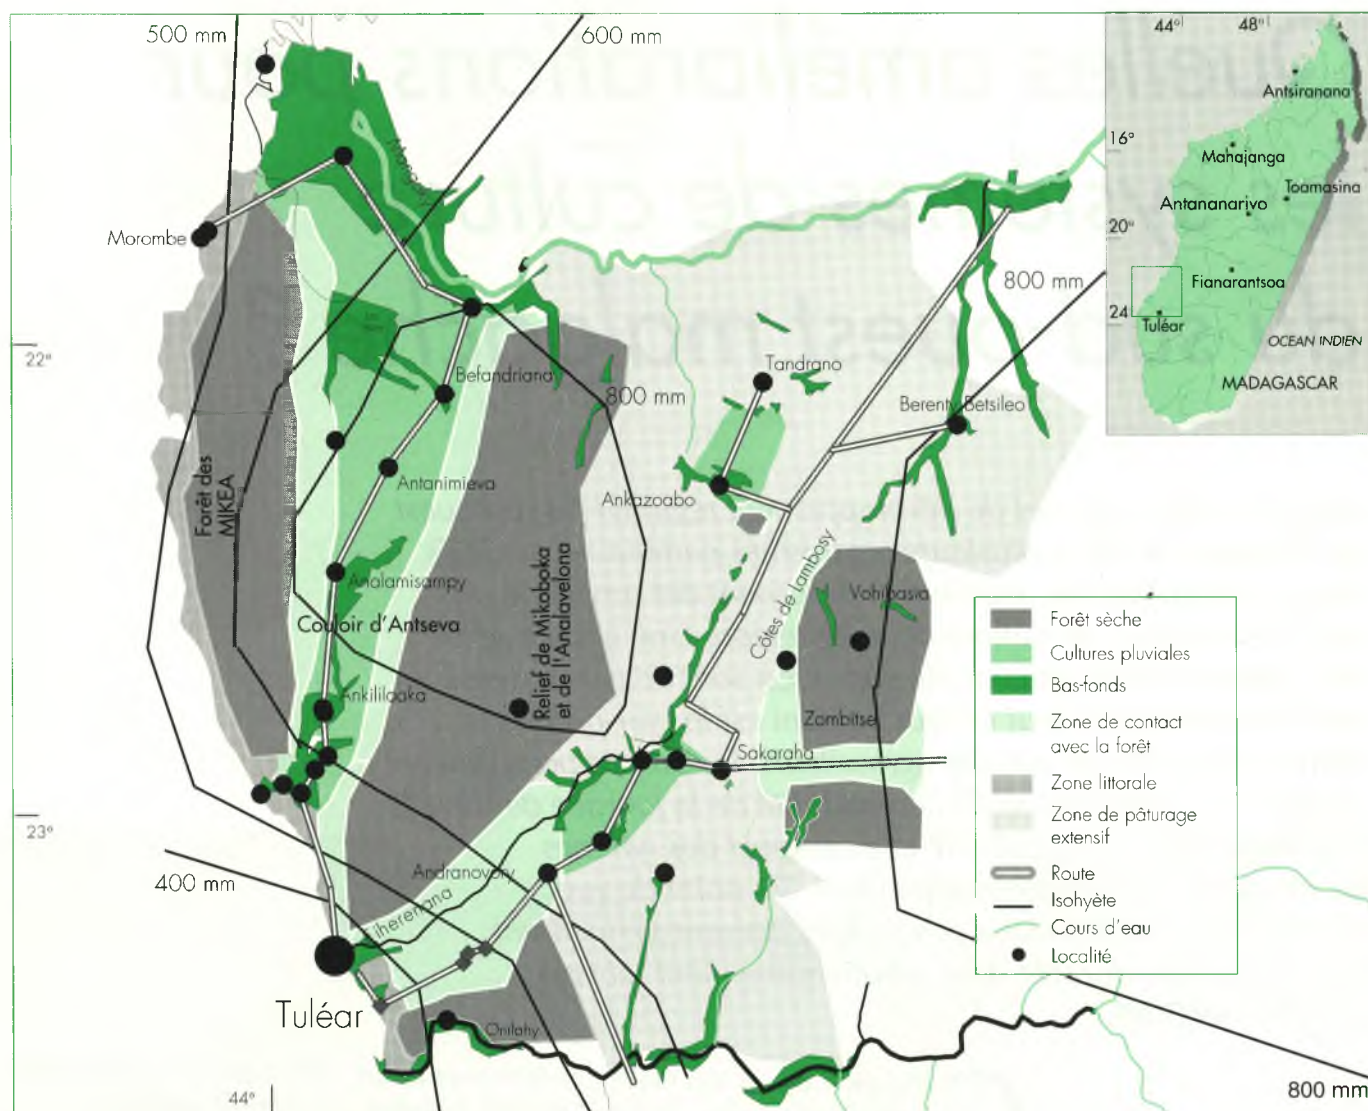 500 mm
600 mm
44°
48°
Antsiranana
16°
Mahajanga
Toamasina
Antananarivo
20°
Fianarantsoa
24
Tuléar
OCEAN INDIEN
MADAGASCAR
Mangoky
Morombe
800 mm
22°
Tandrano
Befandriana
800 mm
Berenty Betsileo
Forêt des
MIKEA
Antanimieva
Ankazoabo
Analamisampy
Couloir d'Antseva
Relief de Mikoboka
et de l'Analavelona
Côtes de Lambosy
Vohibasia
Ankililoaka
Zombitse
Sakaraha
23°
Andranovory
400 mm
Fiherenana
Tuléar
Onilahy
44°
800 mm
Forêt sèche
Cultures pluviales
Bas-fonds
Zone de contact
avec la forêt
Zone littorale
Zone de pâturage
extensif
Route
Isohyète
Cours d'eau
Localité